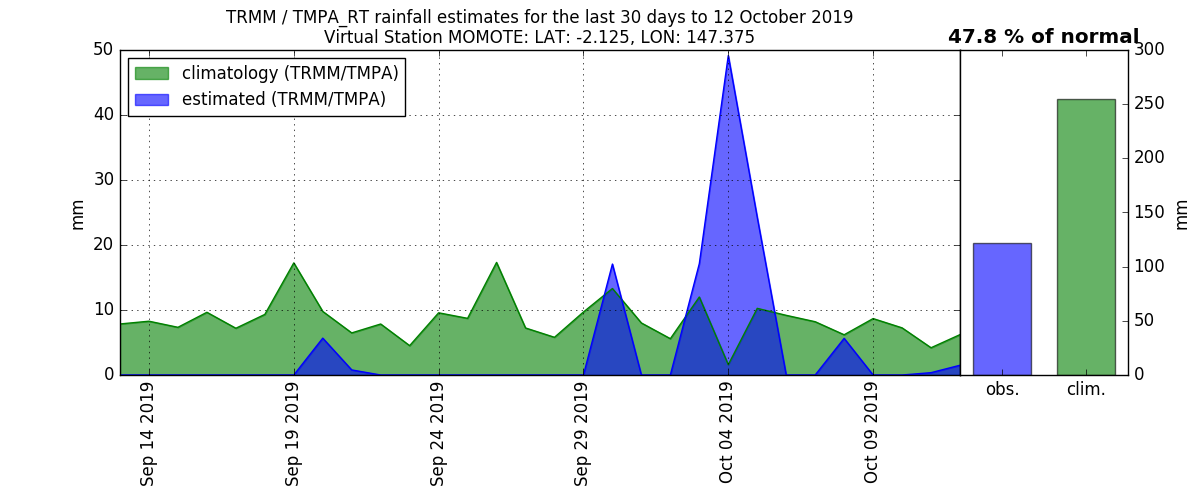 TRMM / TMPA_RT rainfall estimates for the last 30 days to 12 October 2019
Virtual Station MOMOTE: LAT: -2.125, LON: 147.375
47.8 % of normal
climatology (TRMM/TMPA)
estimated (TRMM/TMPA)
50
40
30
20
10
0
mm
Sep 14 2019
Sep 19 2019
Sep 24 2019
Sep 29 2019
Oct 04 2019
Oct 09 2019
300
250
200
150
100
50
0
mm
obs.
clim.